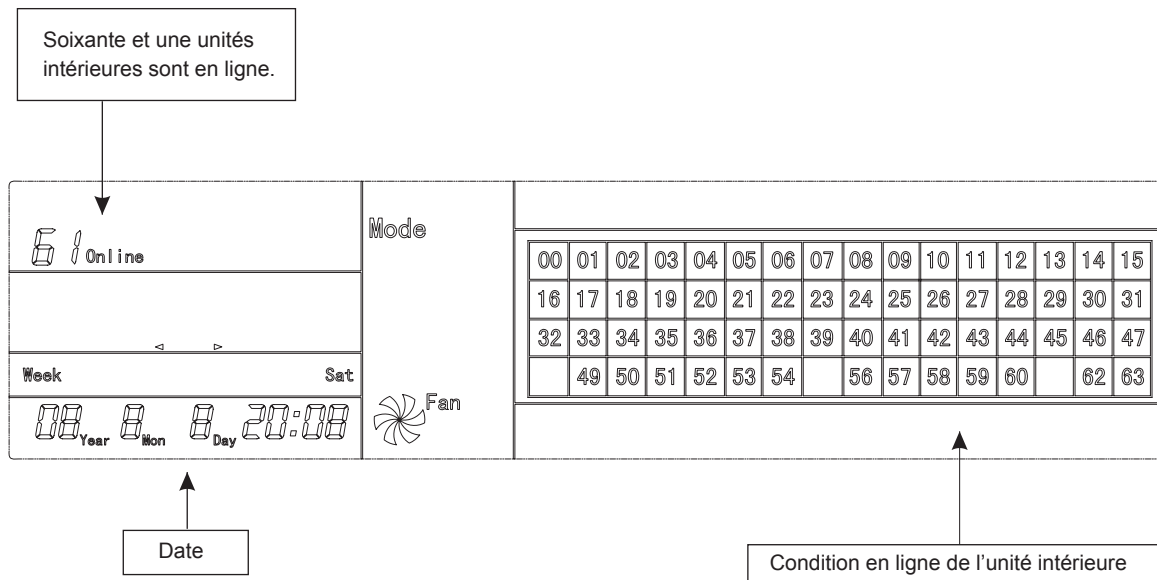 Soixante et une unités
intérieures sont en ligne.
61 Online
Week Sat
08 Year 8 Mon 8 Day 20:08
Mode
Fan
00 01 02 03 04 05 06 07 08 09 10 11 12 13 14 15
16 17 18 19 20 21 22 23 24 25 26 27 28 29 30 31
32 33 34 35 36 37 38 39 40 41 42 43 44 45 46 47
49 50 51 52 53 54 56 57 58 59 60 62 63
Date
Condition en ligne de l'unité intérieure